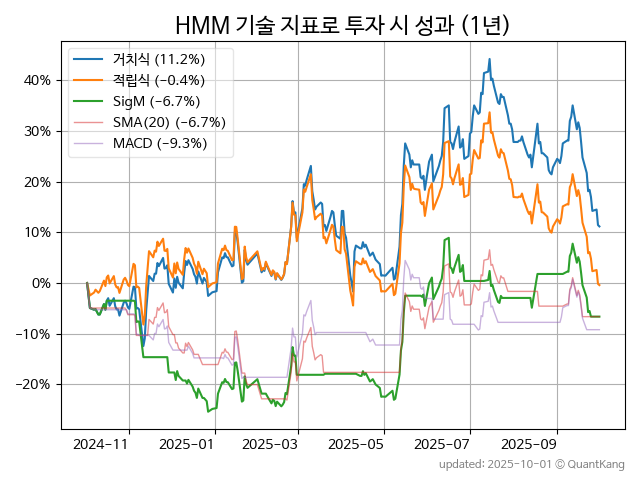 HMM 기술 지표로 투자 시 성과 (1년)
거치식 (11.2%)
적립식 (−0.4%)
SigM (−6.7%)
SMA(20) (−6.7%)
MACD (−9.3%)
40%
30%
20%
10%
0%
−10%
−20%
2024-11
2025-01
2025-03
2025-05
2025-07
2025-09
updated: 2025-10-01 © QuantKang